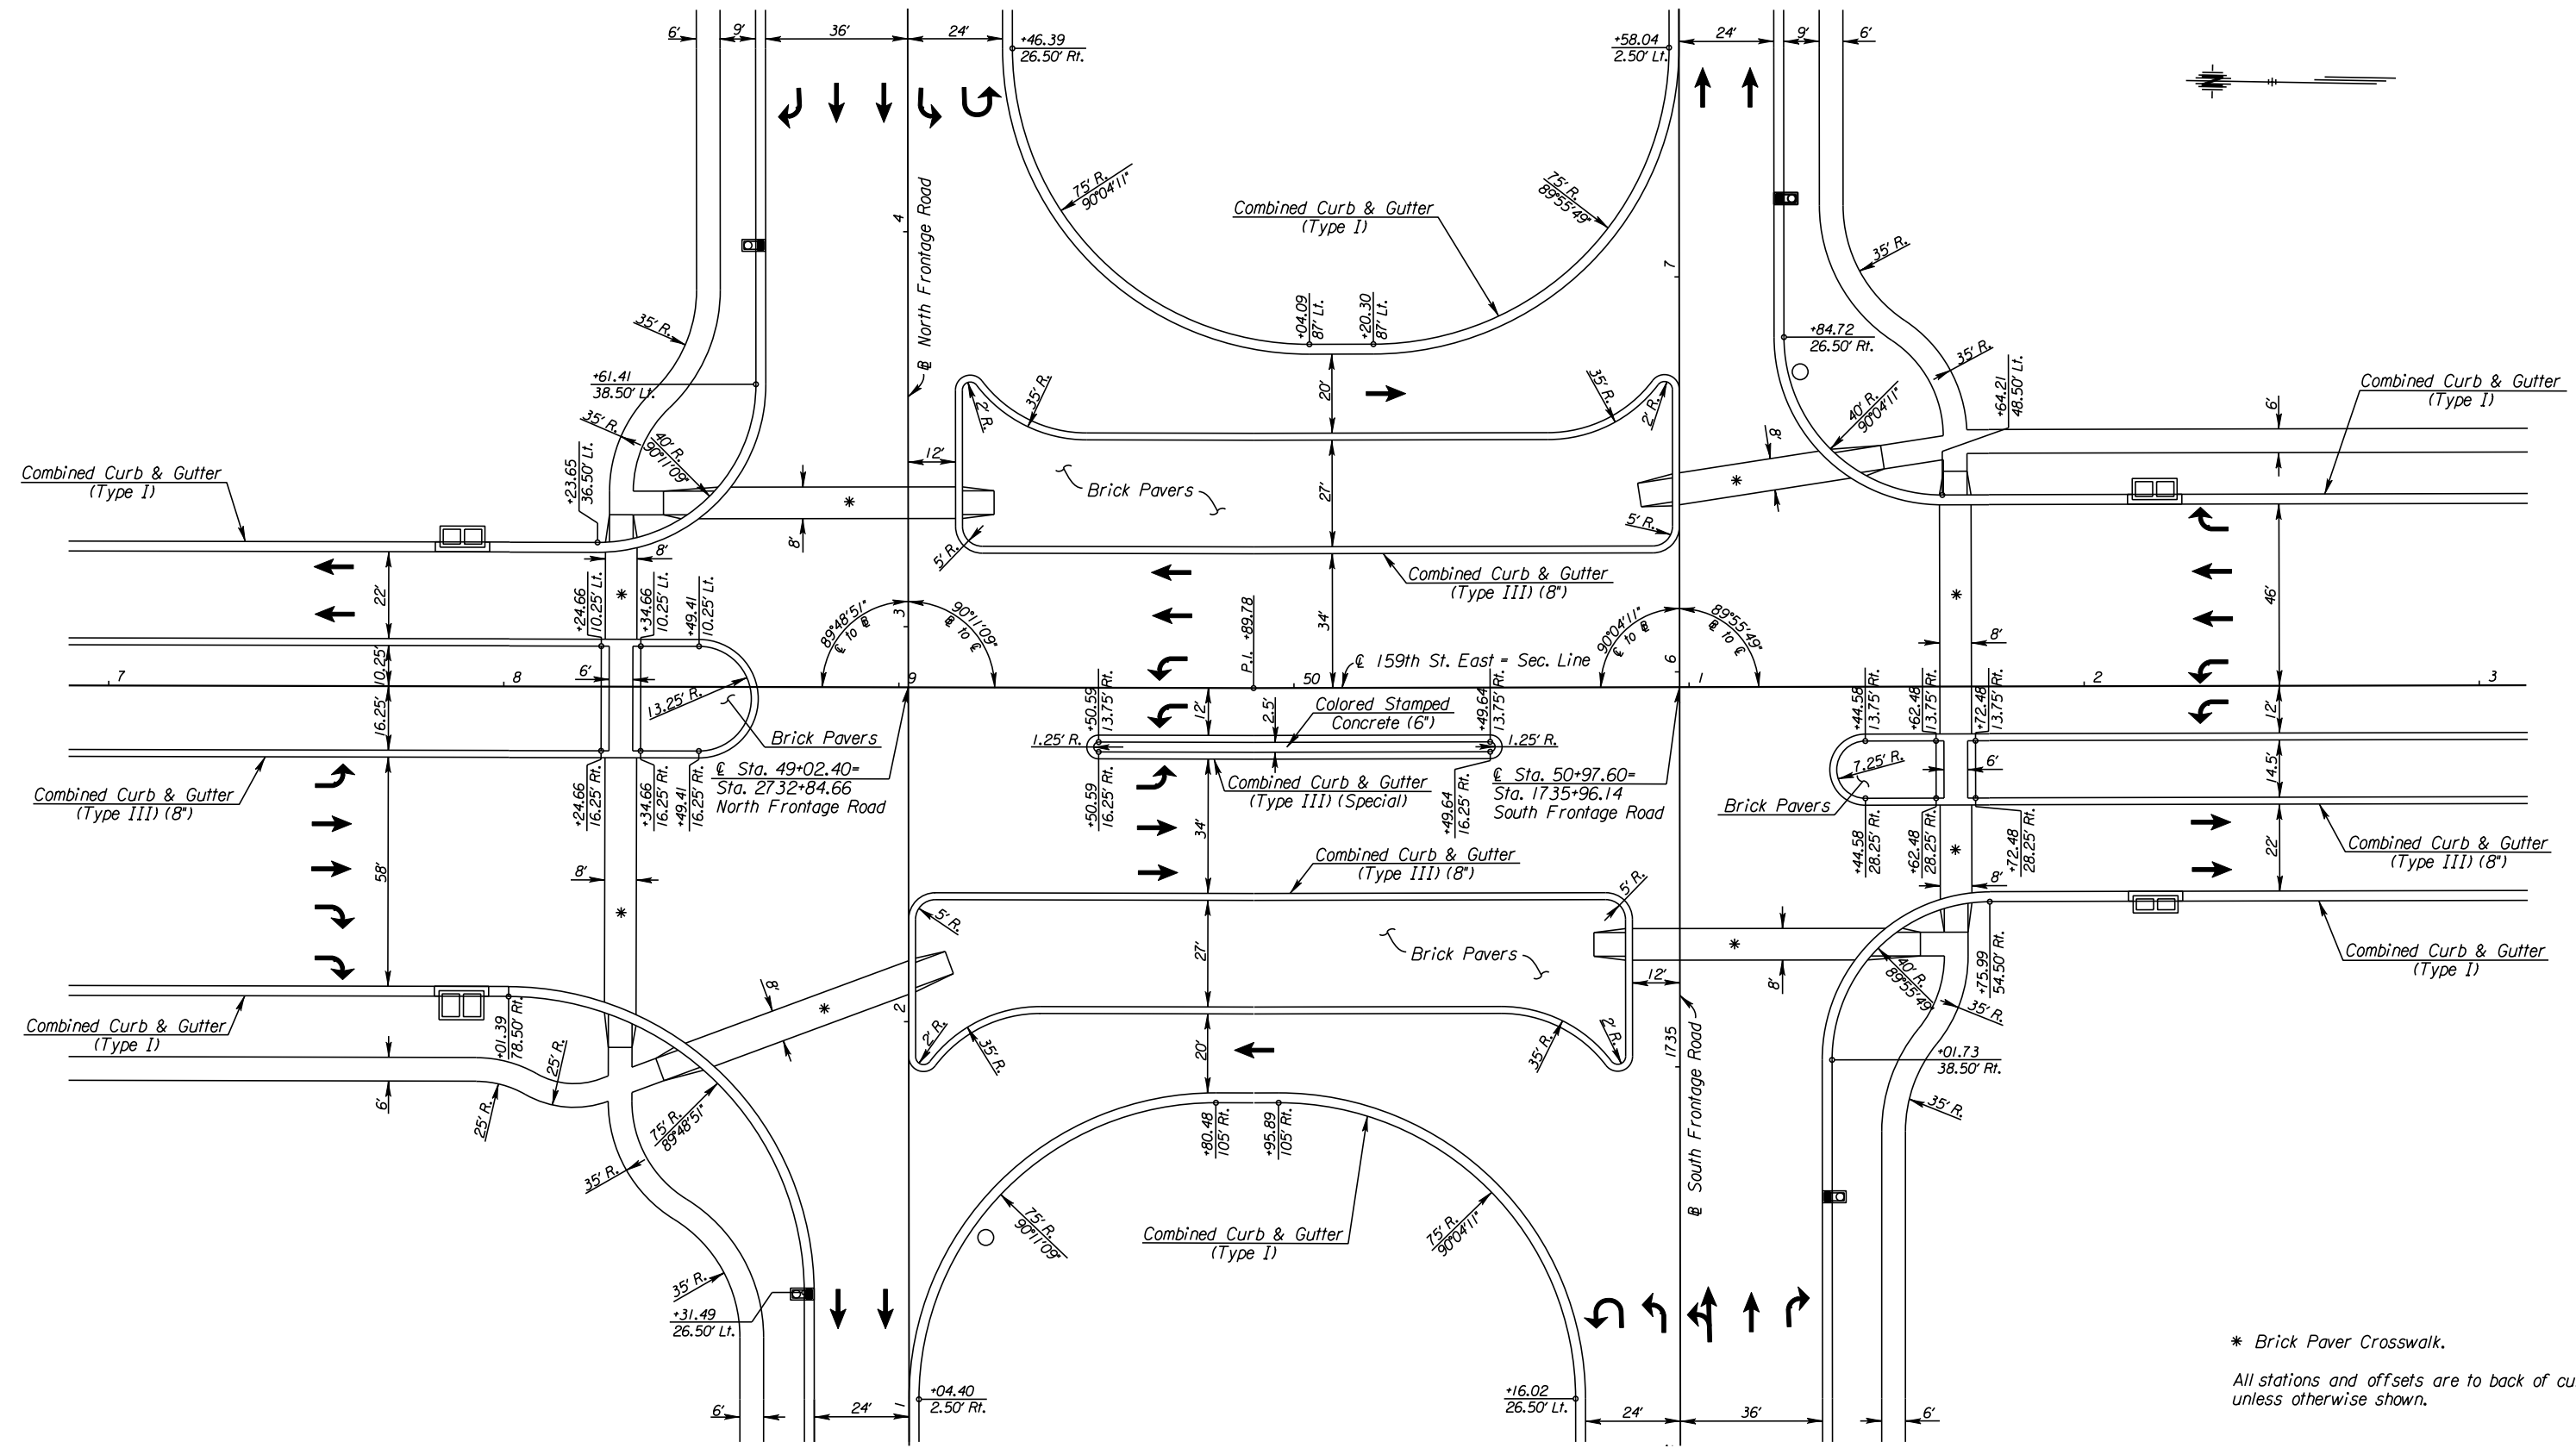 6' 9' 36' 24' 24' 9' 6'
+46.39
26.50' Rt.
+58.04
2.50' Lt.
N
75' R.
90°04'11"
75' R.
89°55'49"
Combined Curb & Gutter
(Type I)
4
℄ North Frontage Road
7
35' R.
35' R.
+04.09
87' Lt.
+20.30
87' Lt.
+61.41
38.50' Lt.
+84.72
26.50' Rt.
35' R.
40' R.
90°11'09"
2' R.
35' R.
20'
35' R.
2' R.
40' R.
90°04'11"
35' R.
+64.21
48.50' Lt.
Combined Curb & Gutter
(Type I)
6'
Combined Curb & Gutter
(Type I)
+23.65
36.50' Lt.
12'
8'
*
Brick Pavers
27'
8'
*
5' R.
5' R.
8'
Combined Curb & Gutter
(Type III) (8")
22'
*
+24.66
10.25' Lt.
+34.66
10.25' Lt.
+49.41
10.25' Lt.
89°48'51"
℄ to ℄
3
90°11'09"
℄ to ℄
34'
P.I. +89.78
90°04'11"
℄ to ℄
6
89°55'49"
℄ to ℄
*
8'
46'
℄ 159th St. East = Sec. Line
7 8 9 50 1 2 3
10.25'
16.25'
6'
13.25' R.
Brick Pavers
+50.59
13.75' Rt.
12'
2.5'
Colored Stamped
Concrete (6")
+49.64
13.75' Rt.
+44.58
13.75' Rt.
+62.48
13.75' Rt.
+72.48
13.75' Rt.
12'
1.25' R.
1.25' R.
7.25' R.
6'
14.5'
Brick Pavers
℄ Sta. 49+02.40=
Sta. 2732+84.66
North Frontage Road
Combined Curb & Gutter
(Type III) (Special)
℄ Sta. 50+97.60=
Sta. 1735+96.14
South Frontage Road
Combined Curb & Gutter
(Type III) (8")
+24.66
16.25' Rt.
+34.66
16.25' Rt.
+49.41
16.25' Rt.
+50.59
16.25' Rt.
+49.64
16.25' Rt.
+44.58
28.25' Rt.
+62.48
28.25' Rt.
+72.48
28.25' Rt.
22'
Combined Curb & Gutter
(Type III) (8")
58'
8'
34'
Combined Curb & Gutter
(Type III) (8")
*
8'
*
5' R.
5' R.
27'
Brick Pavers
*
12'
8'
40' R.
89°55'49"
+75.99
54.50' Rt.
35' R.
Combined Curb & Gutter
(Type I)
8'
*
2
Combined Curb & Gutter
(Type I)
+01.39
78.50' Rt.
25' R.
25' R.
6'
2' R.
35' R.
20'
35' R.
2' R.
1735
+01.73
38.50' Rt.
35' R.
75' R.
89°48'51"
+80.48
105' Rt.
+95.89
105' Rt.
℄ South Frontage Road
35' R.
75' R.
90°11'09"
Combined Curb & Gutter
(Type I)
75' R.
90°04'11"
35' R.
+31.49
26.50' Lt.
+04.40
2.50' Rt.
+16.02
26.50' Lt.
6' 24' 1 24' 36' 6'
* Brick Paver Crosswalk.
All stations and offsets are to back of cu
unless otherwise shown.